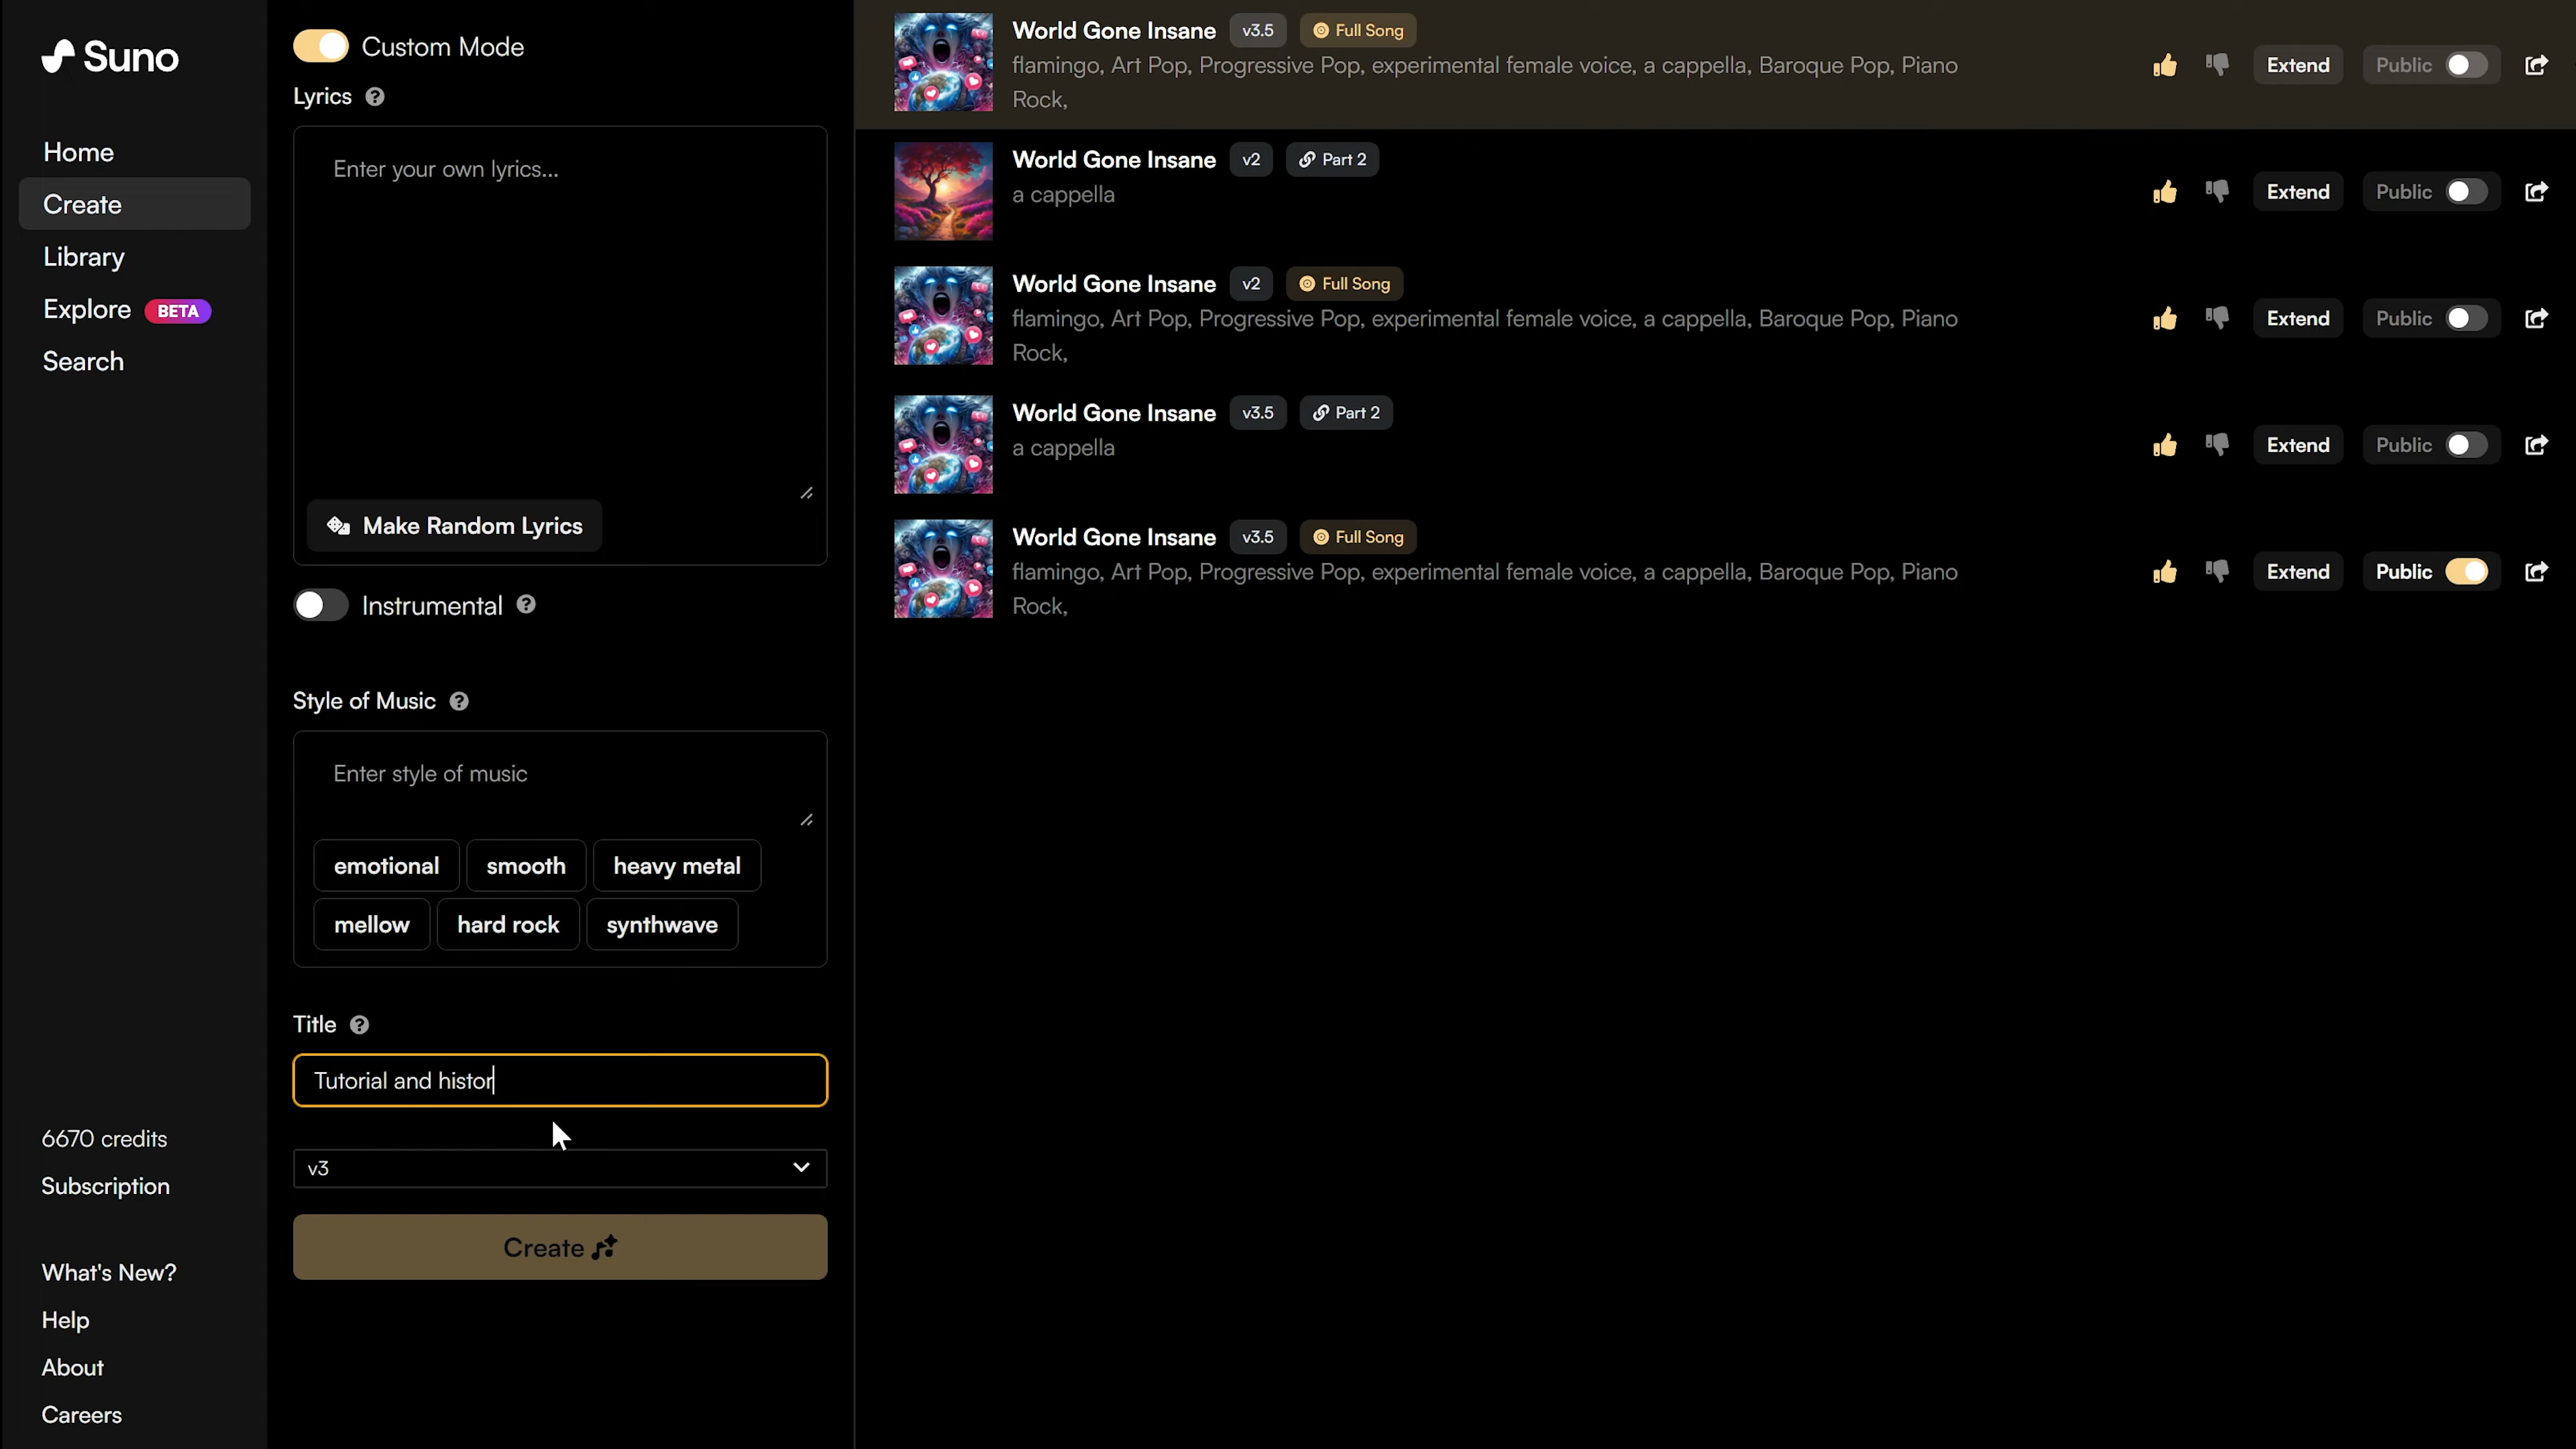 Suno
Home
Create
Library
Explore BETA
Search
6670 credits
Subscription
What's New?
Help
About
Careers
Custom Mode
Lyrics ?
Enter your own lyrics...
Make Random Lyrics
Instrumental ?
Style of Music ?
Enter style of music
emotional smooth heavy metal
mellow hard rock synthwave
Title ?
Tutorial and histor
v3
Create
World Gone Insane v3.5 Full Song
flamingo, Art Pop, Progressive Pop, experimental female voice, a cappella, Baroque Pop, Piano
Rock,
Extend Public
World Gone Insane v2 Part 2
a cappella
Extend Public
World Gone Insane v2 Full Song
flamingo, Art Pop, Progressive Pop, experimental female voice, a cappella, Baroque Pop, Piano
Rock,
Extend Public
World Gone Insane v3.5 Part 2
a cappella
Extend Public
World Gone Insane v3.5 Full Song
flamingo, Art Pop, Progressive Pop, experimental female voice, a cappella, Baroque Pop, Piano
Rock,
Extend Public